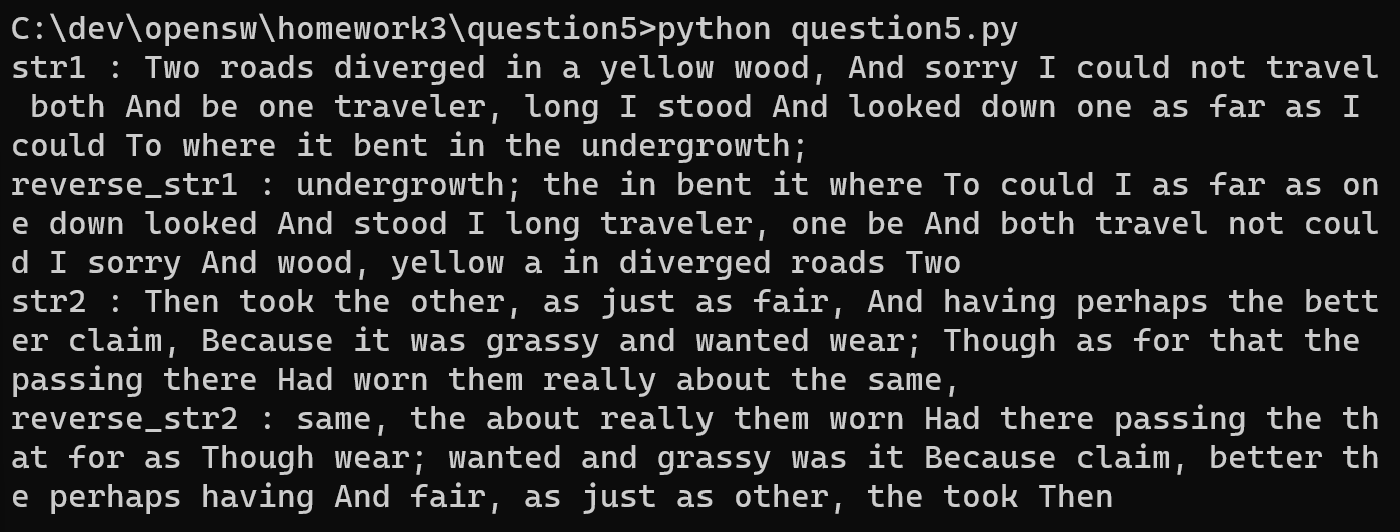 C:\dev\opensw\homework3\question5>python question5.py
str1 : Two roads diverged in a yellow wood, And sorry I could not travel
 both And be one traveler, long I stood And looked down one as far as I
could To where it bent in the undergrowth;
reverse_str1 : undergrowth; the in bent it where To could I as far as on
e down looked And stood I long traveler, one be And both travel not coul
d I sorry And wood, yellow a in diverged roads Two
str2 : Then took the other, as just as fair, And having perhaps the bett
er claim, Because it was grassy and wanted wear; Though as for that the
passing there Had worn them really about the same,
reverse_str2 : same, the about really them worn Had there passing the th
at for as Though wear; wanted and grassy was it Because claim, better th
e perhaps having And fair, as just as other, the took Then